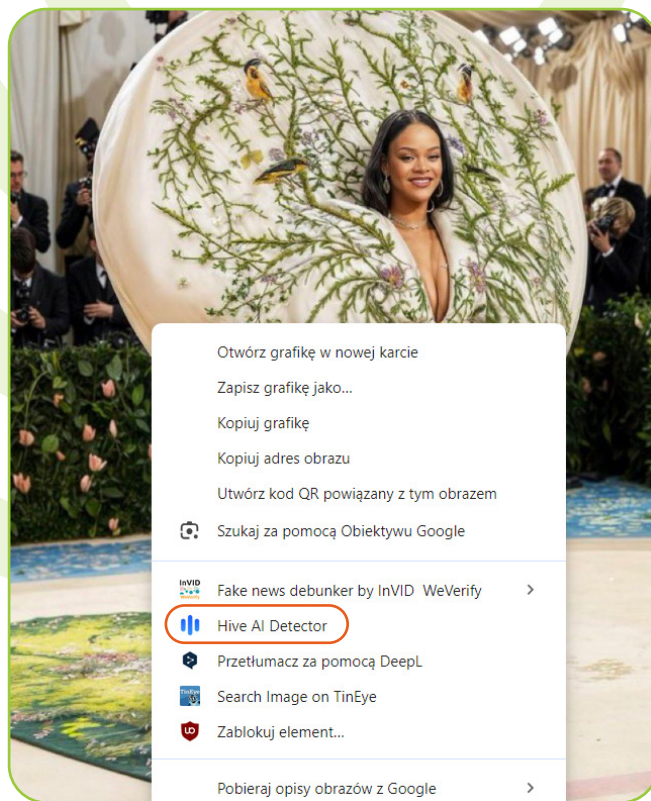 Otwórz grafikę w nowej karcie
Zapisz grafikę jako...
Kopiuj grafikę
Kopiuj adres obrazu
Utwórz kod QR powiązany z tym obrazem
Szukaj za pomocą Obiektywu Google
InVID
WeVerify
Fake news debunker by InVID WeVerify
Hive AI Detector
Przetłumacz za pomocą DeepL
TinEye
Search Image on TinEye
Zablokuj element...
Pobieraj opisy obrazów z Google